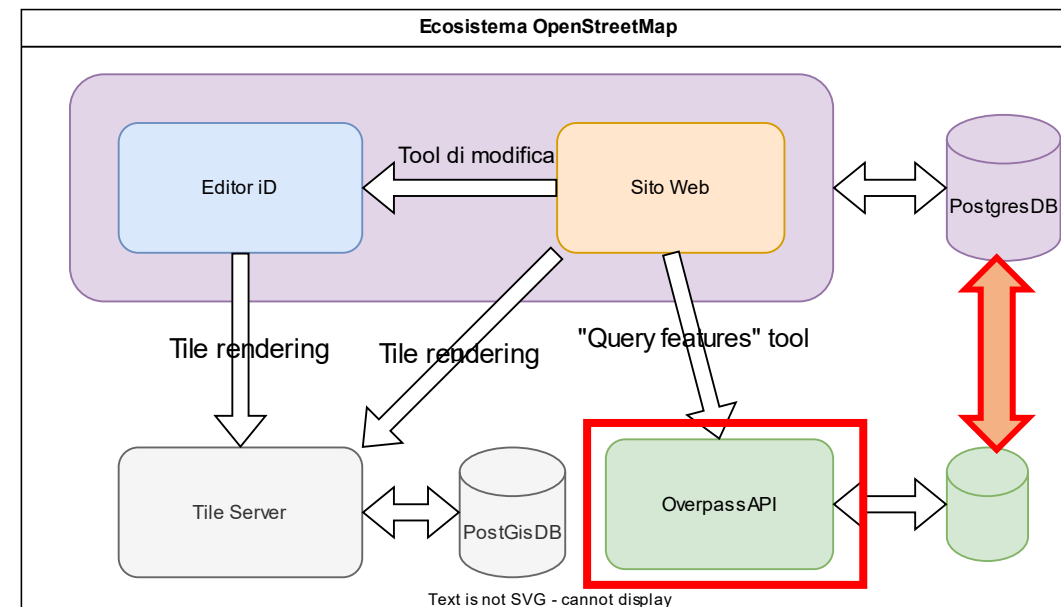 Ecosistema OpenStreetMap
Editor iD
Tool di modifica
Sito Web
PostgresDB
Tile rendering
Tile rendering
"Query features" tool
Tile Server
PostGisDB
OverpassAPI
Text is not SVG - cannot display